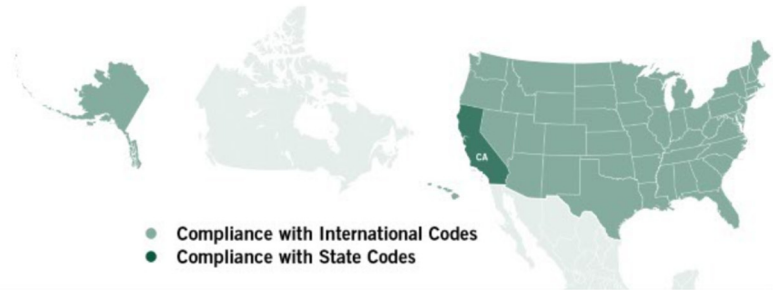 CA
Compliance with International Codes
Compliance with State Codes